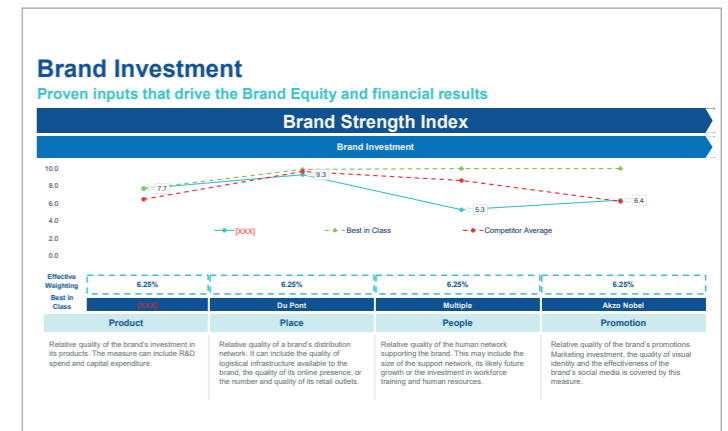 Brand Investment
Proven inputs that drive the Brand Equity and financial results
Brand Strength Index
Brand Investment
10.0
8.0
6.0
4.0
2.0
0.0
7.7
9.3
5.3
6.4
[XXX]
Best in Class
Competitor Average
Effective
Weighting
6.25%
6.25%
6.25%
6.25%
Best in
Class
[XXX]
Du Pont
Multiple
Akzo Nobel
Product
Place
People
Promotion
Relative quality of the brand's investment in
its products. The measure can include R&D
spend and capital expenditure.
Relative quality of a brand's distribution
network. It can include the quality of
logistical infrastructure available to the
brand, the quality of its online presence, or
the number and quality of its retail outlets.
Relative quality of the human network
supporting the brand. This may include the
size of the support network, its likely future
growth or the investment in workforce
training and human resources.
Relative quality of the brand's promotions.
Marketing investment, the quality of visual
identity and the effectiveness of the
brand's social media is covered by this
measure.